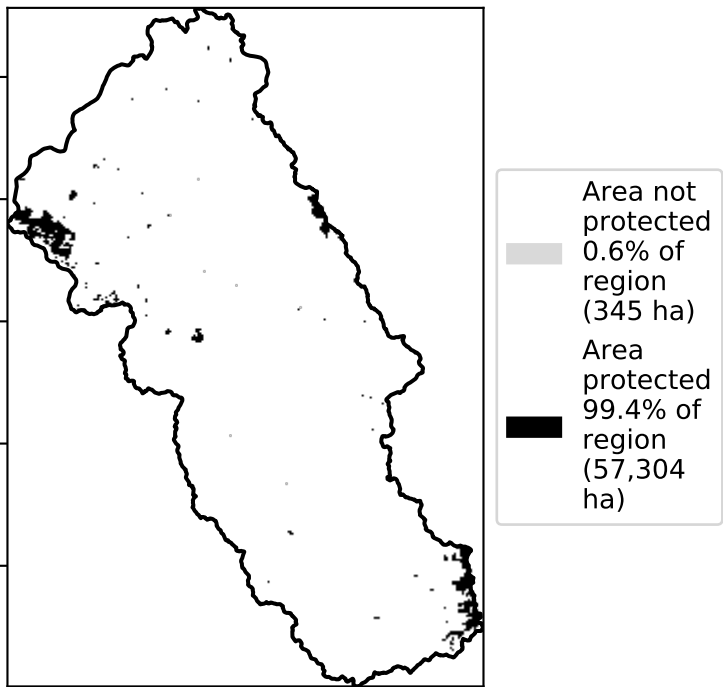 Area not
protected
0.6% of
region
(345 ha)
Area
protected
99.4% of
region
(57,304
ha)